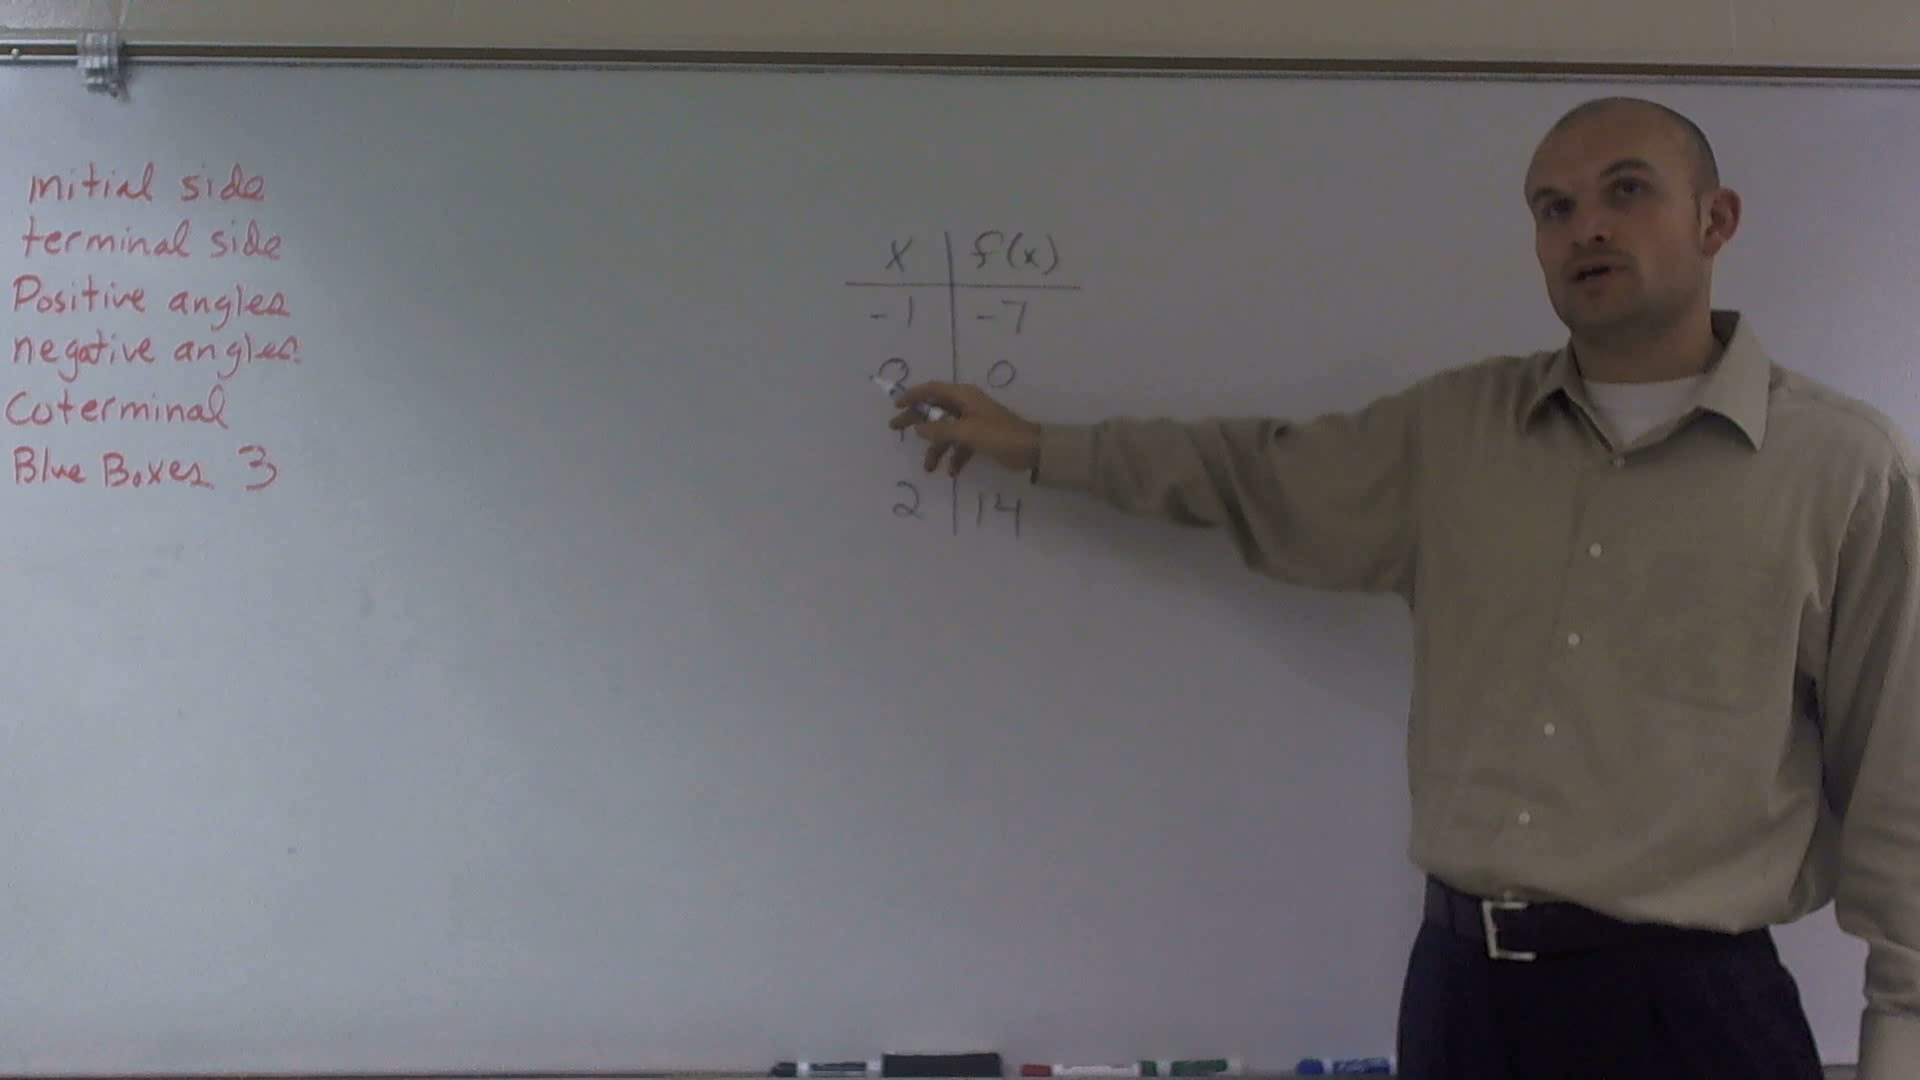 initial side
terminal side
Positive angles
negative angles
Coterminal
Blue Boxes 3
x f(x)
-1 -7
0
2 14